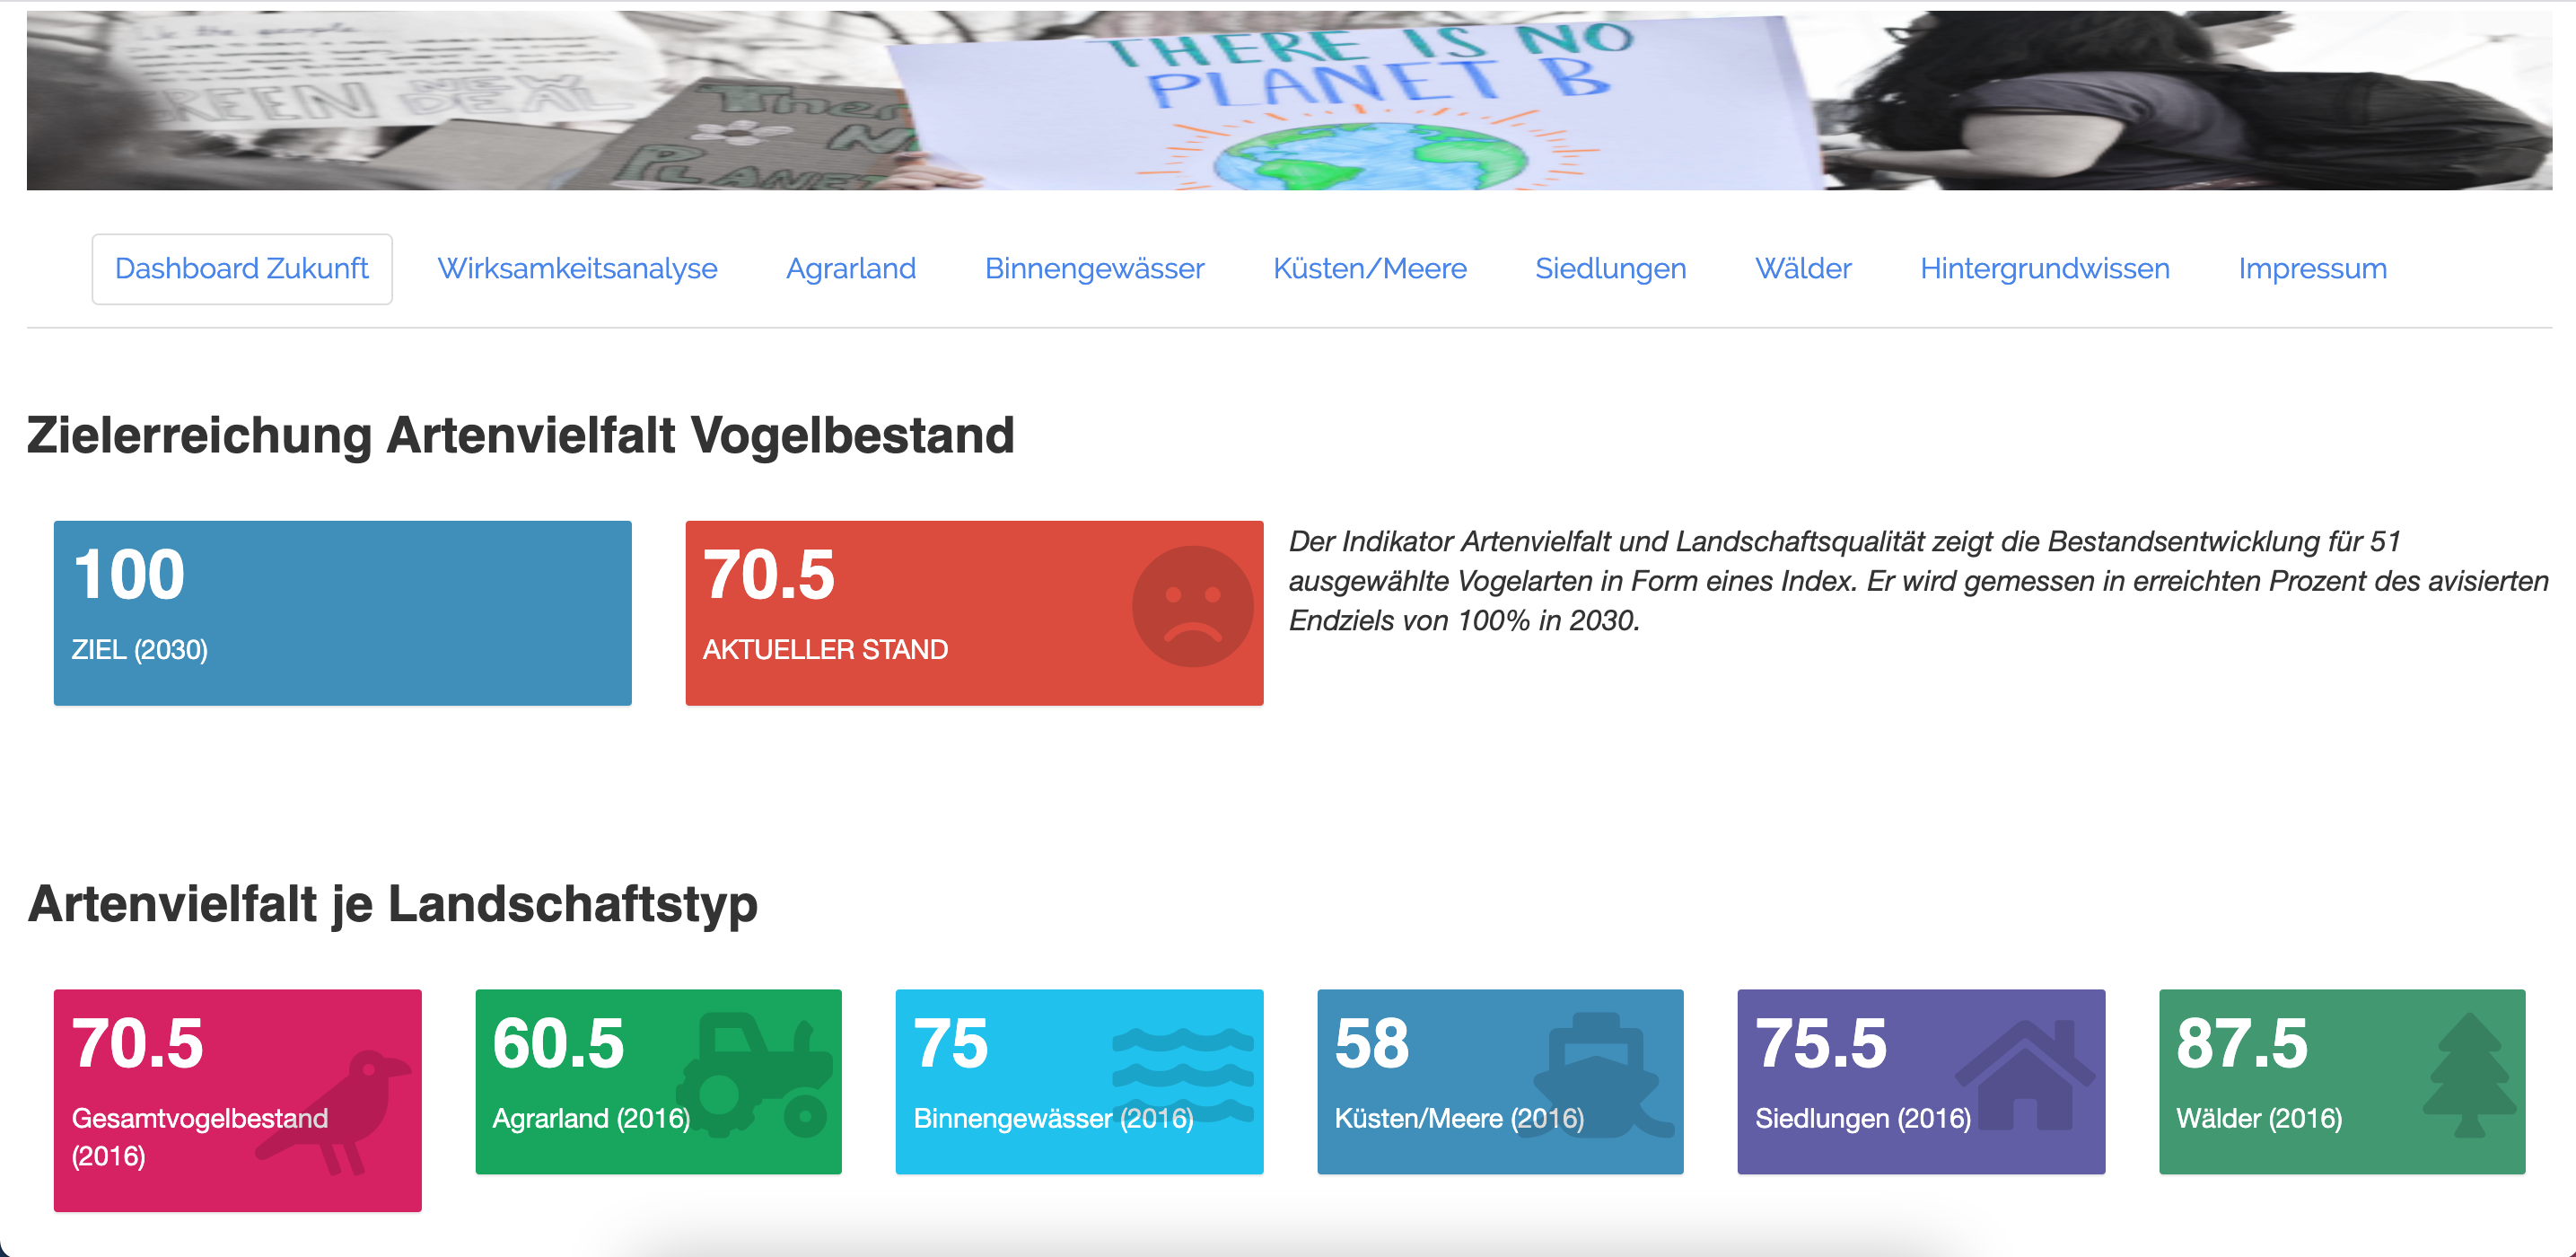 We the people
GREEN NEW DEAL
THERE IS NO
PLANET B
There
N
PLANET
Dashboard Zukunft Wirksamkeitsanalyse Agrarland Binnengewässer Küsten/Meere Siedlungen Wälder Hintergrundwissen Impressum
Zielerreichung Artenvielfalt Vogelbestand
100
ZIEL (2030)
70.5
AKTUELLER STAND
Der Indikator Artenvielfalt und Landschaftsqualität zeigt die Bestandsentwicklung für 51
ausgewählte Vogelarten in Form eines Index. Er wird gemessen in erreichten Prozent des avisierten
Endziels von 100% in 2030.
Artenvielfalt je Landschaftstyp
70.5
Gesamtvogelbestand
(2016)
60.5
Agrarland (2016)
75
Binnengewässer (2016)
58
Küsten/Meere (2016)
75.5
Siedlungen (2016)
87.5
Wälder (2016)